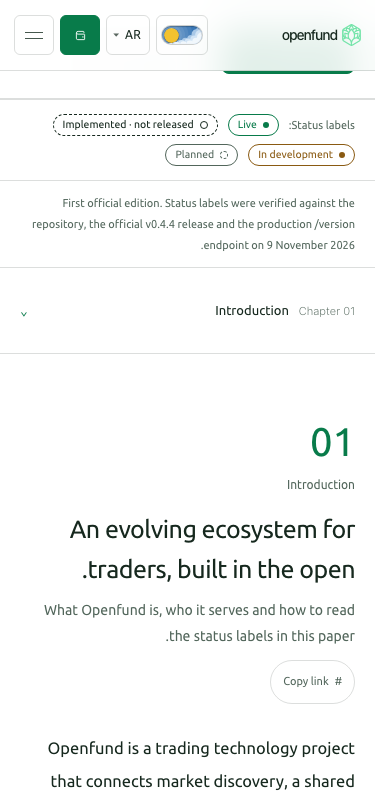 AR
openfund
Status labels:
Live
Implemented · not released
In development
Planned
First official edition. Status labels were verified against the
repository, the official v0.4.4 release and the production /version
endpoint on 9 November 2026.
Chapter 01
Introduction
01
Introduction
An evolving ecosystem for
traders, built in the open.
What Openfund is, who it serves and how to read
the status labels in this paper.
Copy link #
Openfund is a trading technology project
that connects market discovery, a shared